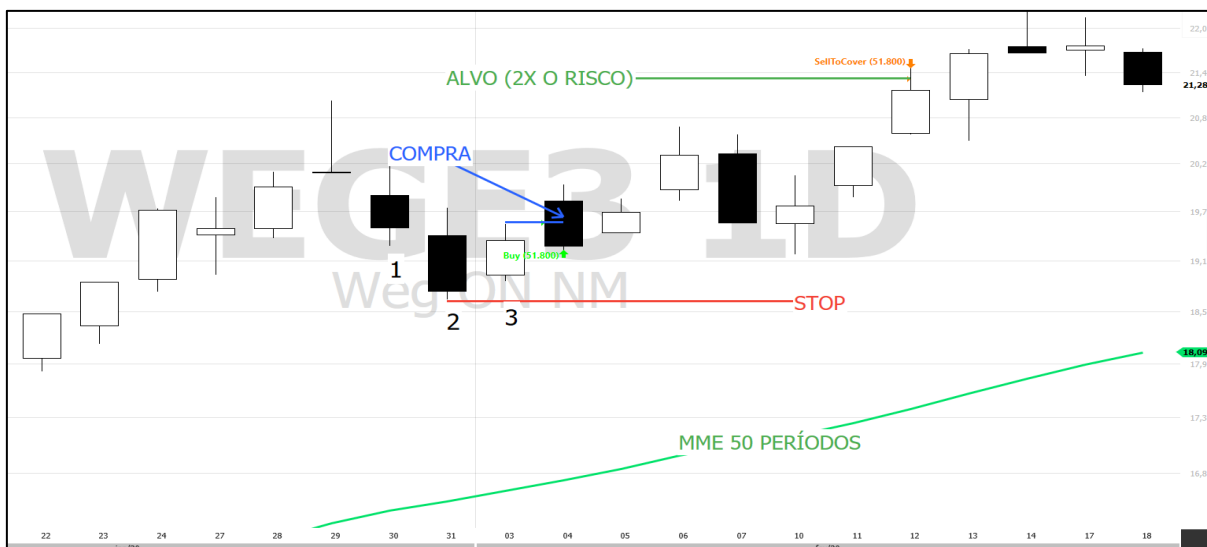 WEGE3 1D
Weg ON NM
ALVO (2X O RISCO)
SellToCover (51.800)
COMPRA
Buy (51.800)
1
2
3
STOP
MME 50 PERÍODOS
22,0
21,4
21,28
20,8
20,2
19,7
19,1
18,5
18,09
17,9
17,3
16,8
22 23 24 27 28 29 30 31 03 04 05 06 07 10 11 12 13 14 17 18